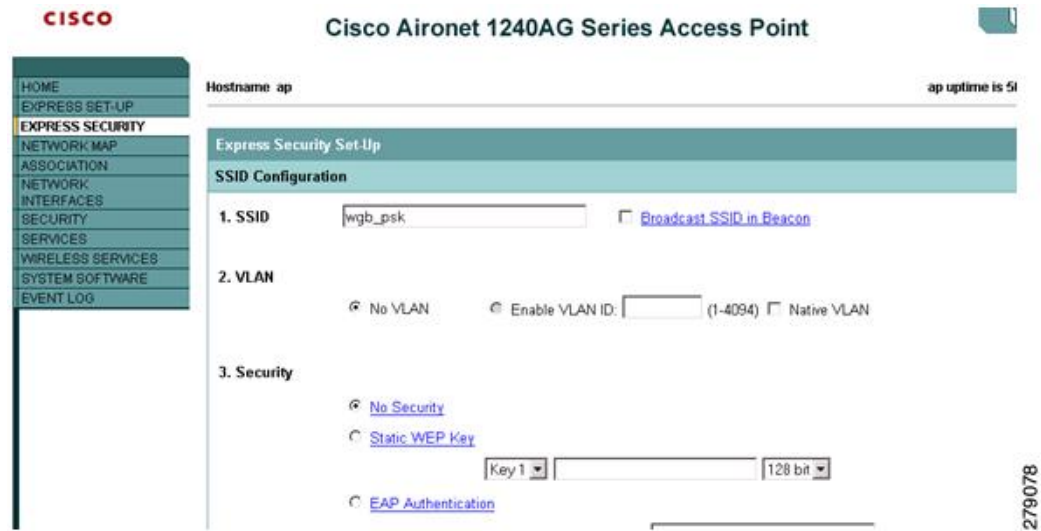 CISCO
Cisco Aironet 1240AG Series Access Point
HOME
EXPRESS SET-UP
EXPRESS SECURITY
NETWORK MAP
ASSOCIATION
NETWORK
INTERFACES
SECURITY
SERVICES
WIRELESS SERVICES
SYSTEM SOFTWARE
EVENT LOG
Hostname ap
ap uptime is
Express Security Set-Up
SSID Configuration
1. SSID wgb_psk Broadcast SSID in Beacon
2. VLAN
No VLAN Enable VLAN ID: (1-4094) Native VLAN
3. Security
No Security
Static WEP Key
Key 1 128 bit
EAP Authentication
279078